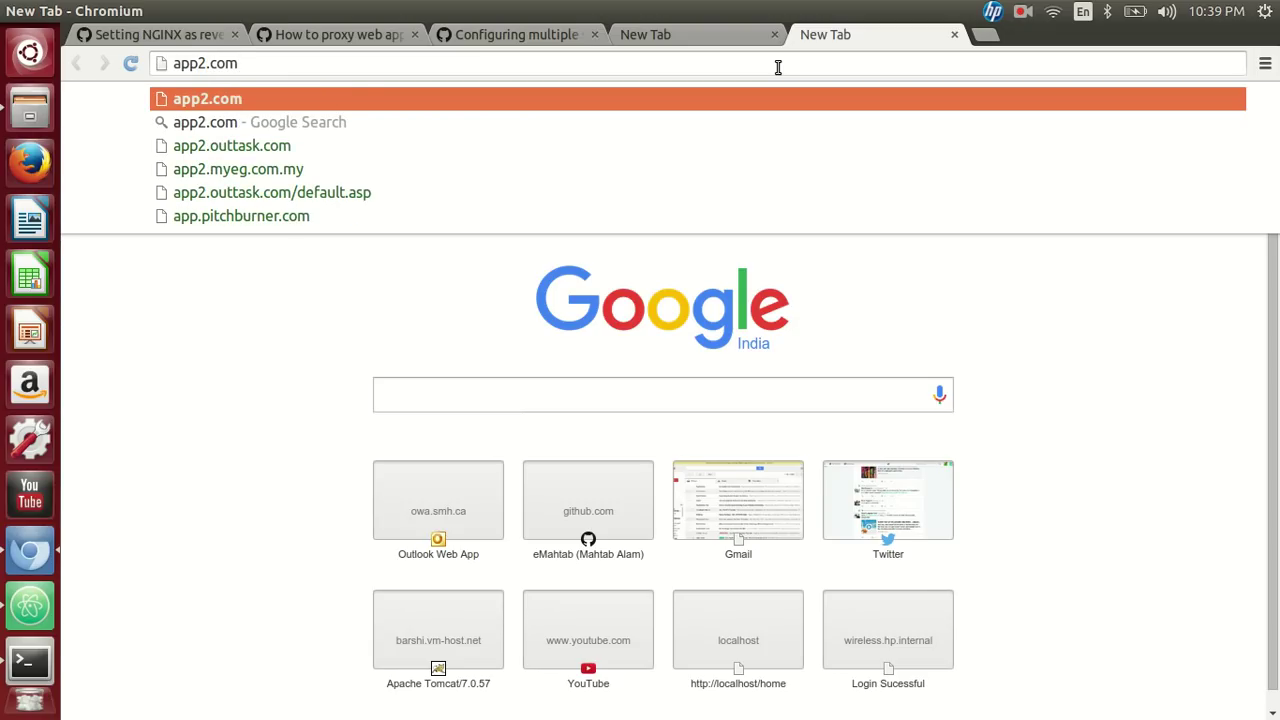 New Tab - Chromium
En
10:39 PM
Setting NGINX as reve
How to proxy web app
Configuring multiple
New Tab
New Tab
app2.com
app2.com
app2.com - Google Search
app2.outtask.com
app2.myeg.com.my
app2.outtask.com/default.asp
app.pitchburner.com
Google
India
owa.smh.ca
github.com
Outlook Web App
eMahtab (Mahtab Alam)
Gmail
Twitter
barshi.vm-host.net
www.youtube.com
localhost
wireless.hp.internal
Apache Tomcat/7.0.57
YouTube
http://localhost/home
Login Sucessful
hp
a
You
Tube